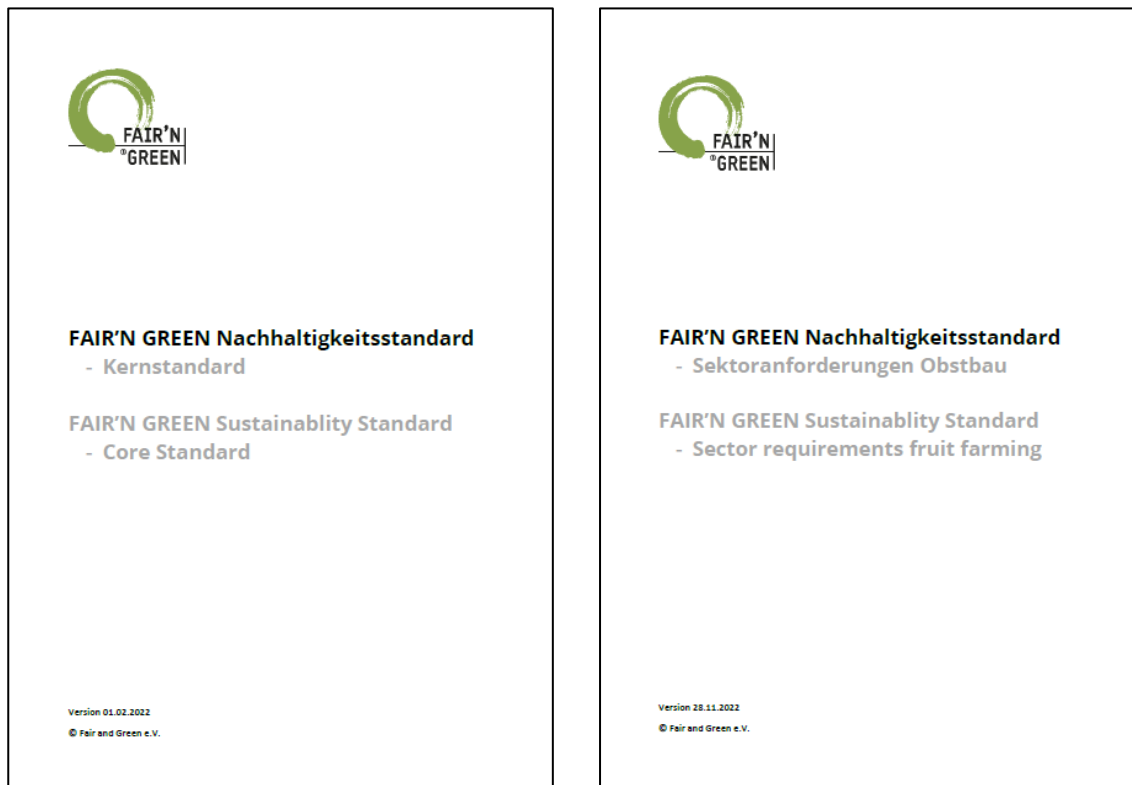 FAIR'N
®GREEN
FAIR'N GREEN Nachhaltigkeitsstandard
- Kernstandard
FAIR'N GREEN Sustainablity Standard
- Core Standard
Version 01.02.2022
© Fair and Green e.V.
FAIR'N
®GREEN
FAIR'N GREEN Nachhaltigkeitsstandard
- Sektoranforderungen Obstbau
FAIR'N GREEN Sustainablity Standard
- Sector requirements fruit farming
Version 28.11.2022
© Fair and Green e.V.